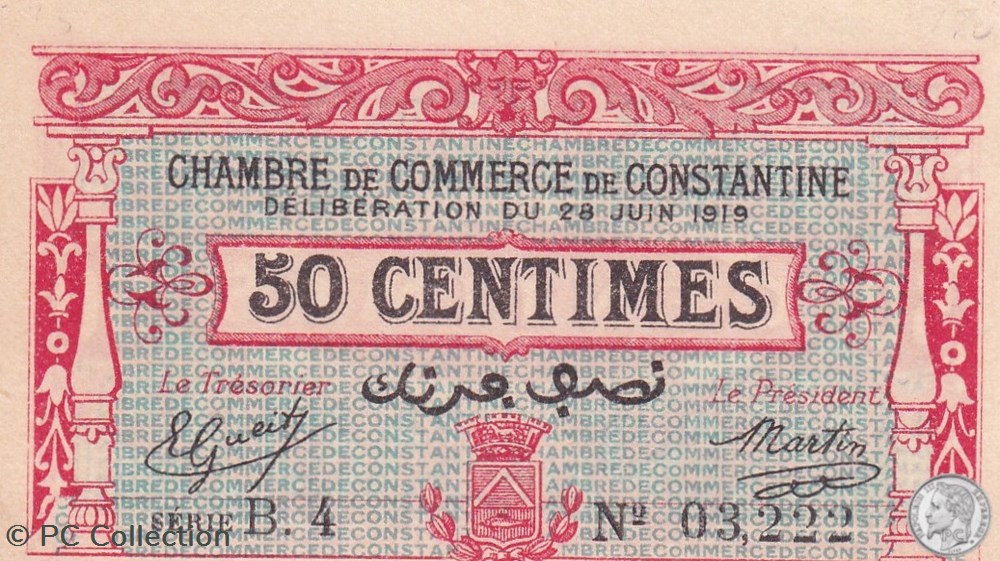 CHAMBRE DE COMMERCE DE CONSTANTINE
DÉLIBÉRATION DU 28 JUIN 1919
50 CENTIMES
نصف فرنك
Le Trésorier
Le Président
EGueit
Martin
SÉRIE B. 4
Nº 03,222
© PC Collection